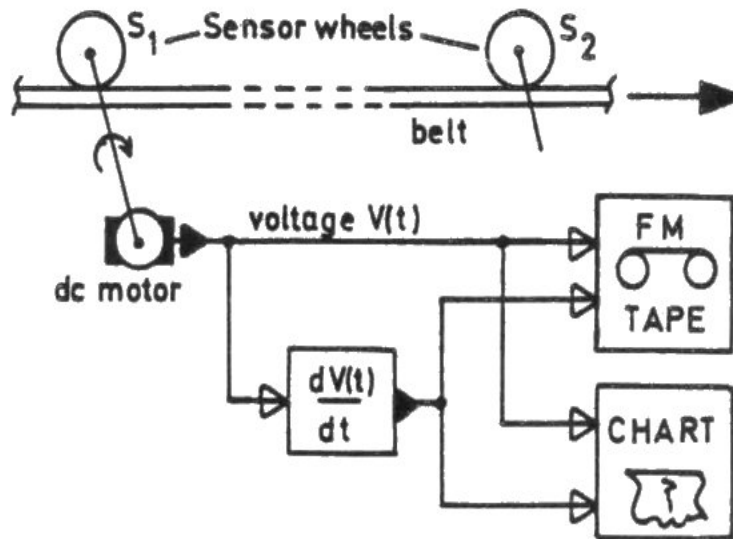 S1 Sensor wheels S2
belt
voltage V(t)
dc motor
FM
TAPE
dV(t)
dt
CHART